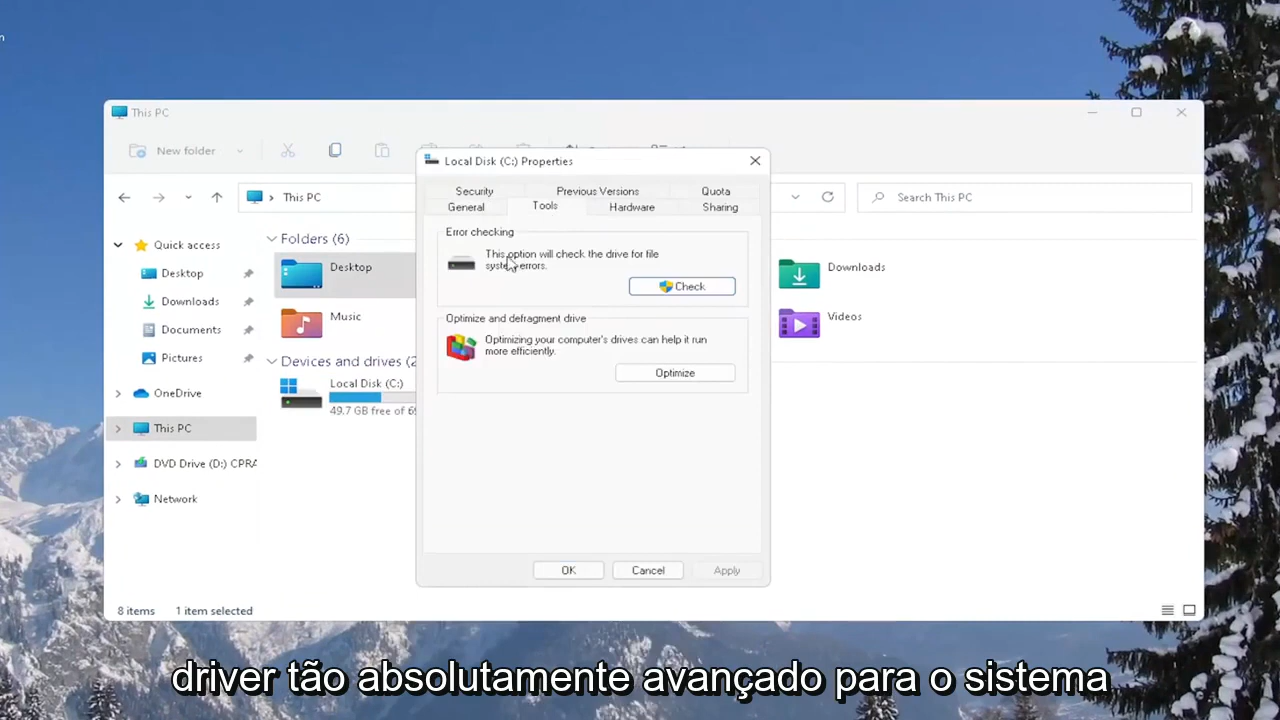 n
This PC
New folder
Local Disk (C:) Properties
This PC
Search This PC
Security
Previous Versions
Quota
General
Tools
Hardware
Sharing
Quick access
Desktop
Downloads
Documents
Pictures
OneDrive
This PC
DVD Drive (D:) CPRA
Network
Folders (6)
Desktop
Music
Downloads
Videos
Devices and drives (2
Local Disk (C:)
49.7 GB free of 69
Error checking
This option will check the drive for file
system errors.
Check
Optimize and defragment drive
Optimizing your computer's drives can help it run
more efficiently.
Optimize
OK
Cancel
Apply
8 items
1 item selected
driver tão absolutamente avançado para o sistema